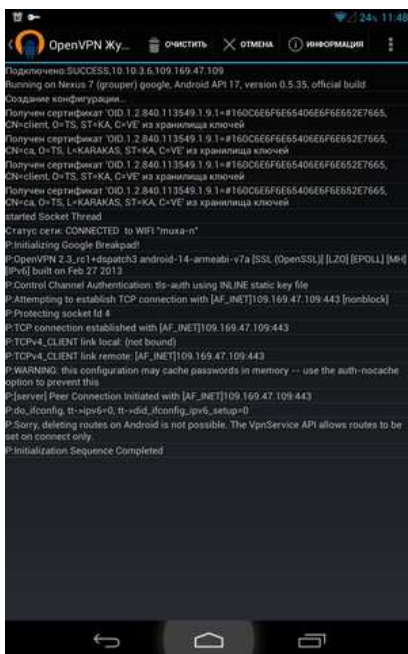 24% 11:48
OpenVPN Жу...
ОЧИСТИТЬ
ОТМЕНА
ИНФОРМАЦИЯ
Подключено:SUCCESS,10.10.3.6,109.169.47.109
Running on Nexus 7 (grouper) google, Android API 17, version 0.5.35, official build
Создание конфигурации...
Получен сертификат 'OID.1.2.840.113549.1.9.1=#160C6E6F6E65406E6F6E652E7665,
CN=client, O=TS, ST=KA, C=VE' из хранилища ключей
Получен сертификат 'OID.1.2.840.113549.1.9.1=#160C6E6F6E65406E6F6E652E7665,
CN=ca, O=TS, L=KARAKAS, ST=KA, C=VE' из хранилища ключей
Получен сертификат 'OID.1.2.840.113549.1.9.1=#160C6E6F6E65406E6F6E652E7665,
CN=client, O=TS, ST=KA, C=VE' из хранилища ключей
Получен сертификат 'OID.1.2.840.113549.1.9.1=#160C6E6F6E65406E6F6E652E7665,
CN=ca, O=TS, L=KARAKAS, ST=KA, C=VE' из хранилища ключей
started Socket Thread
Статус сети: CONNECTED to WIFI "muxa-n"
P:Initializing Google Breakpad!
P:OpenVPN 2.3_rc1+dspatch3 android-14-armeabi-v7a [SSL (OpenSSL)] [LZO] [EPOLL] [MH]
[IPv6] built on Feb 27 2013
P:Control Channel Authentication: tls-auth using INLINE static key file
P:Attempting to establish TCP connection with [AF_INET]109.169.47.109:443 [nonblock]
P:Protecting socket fd 4
P:TCP connection established with [AF_INET]109.169.47.109:443
P:TCPv4_CLIENT link local: (not bound)
P:TCPv4_CLIENT link remote: [AF_INET]109.169.47.109:443
P:WARNING: this configuration may cache passwords in memory -- use the auth-nocache
option to prevent this
P:[server] Peer Connection Initiated with [AF_INET]109.169.47.109:443
P:do_ifconfig, tt->ipv6=0, tt->did_ifconfig_ipv6_setup=0
P:Sorry, deleting routes on Android is not possible. The VpnService API allows routes to be
set on connect only.
P:Initialization Sequence Completed